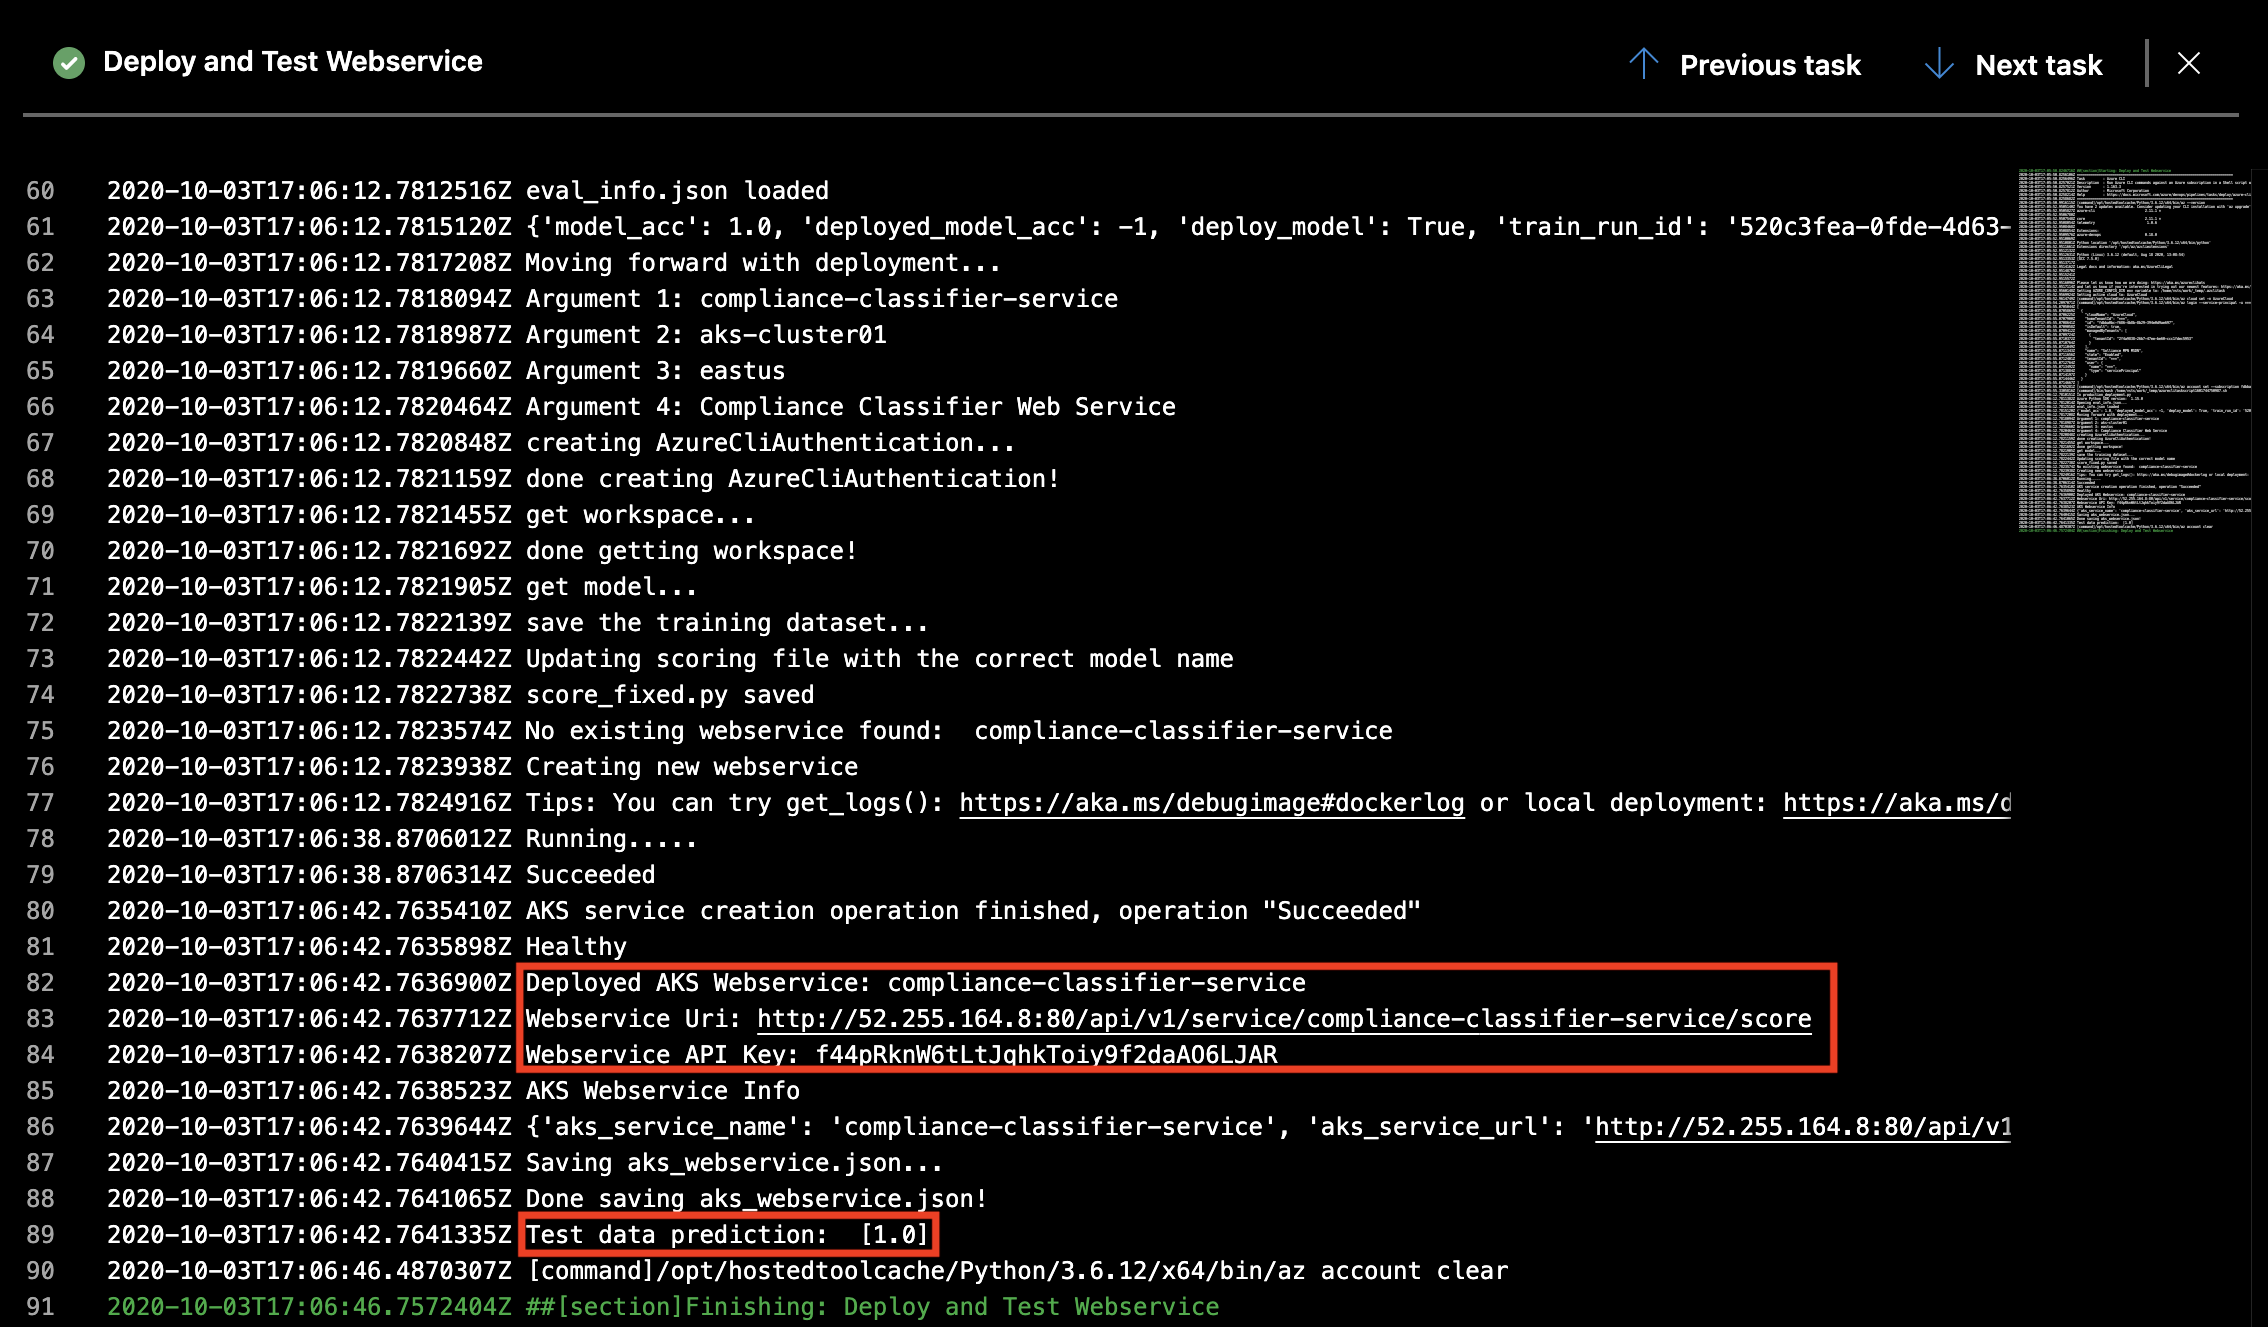 Deploy and Test Webservice
Previous task
Next task
60 2020-10-03T17:06:12.7812516Z eval_info.json loaded
61 2020-10-03T17:06:12.7815120Z {'model_acc': 1.0, 'deployed_model_acc': -1, 'deploy_model': True, 'train_run_id': '520c3fea-0fde-4d63-
62 2020-10-03T17:06:12.7817208Z Moving forward with deployment...
63 2020-10-03T17:06:12.7818094Z Argument 1: compliance-classifier-service
64 2020-10-03T17:06:12.7818987Z Argument 2: aks-cluster01
65 2020-10-03T17:06:12.7819660Z Argument 3: eastus
66 2020-10-03T17:06:12.7820464Z Argument 4: Compliance Classifier Web Service
67 2020-10-03T17:06:12.7820848Z creating AzureCliAuthentication...
68 2020-10-03T17:06:12.7821159Z done creating AzureCliAuthentication!
69 2020-10-03T17:06:12.7821455Z get workspace...
70 2020-10-03T17:06:12.7821692Z done getting workspace!
71 2020-10-03T17:06:12.7821905Z get model...
72 2020-10-03T17:06:12.7822139Z save the training dataset...
73 2020-10-03T17:06:12.7822442Z Updating scoring file with the correct model name
74 2020-10-03T17:06:12.7822738Z score_fixed.py saved
75 2020-10-03T17:06:12.7823574Z No existing webservice found:  compliance-classifier-service
76 2020-10-03T17:06:12.7823938Z Creating new webservice
77 2020-10-03T17:06:12.7824916Z Tips: You can try get_logs(): https://aka.ms/debugimage#dockerlog or local deployment: https://aka.ms/d
78 2020-10-03T17:06:38.8706012Z Running.....
79 2020-10-03T17:06:38.8706314Z Succeeded
80 2020-10-03T17:06:42.7635410Z AKS service creation operation finished, operation "Succeeded"
81 2020-10-03T17:06:42.7635898Z Healthy
82 2020-10-03T17:06:42.7636900Z Deployed AKS Webservice: compliance-classifier-service
83 2020-10-03T17:06:42.7637712Z Webservice Uri: http://52.255.164.8:80/api/v1/service/compliance-classifier-service/score
84 2020-10-03T17:06:42.7638207Z Webservice API Key: f44pRknW6tLtJqhkToiy9f2daAO6LJAR
85 2020-10-03T17:06:42.7638523Z AKS Webservice Info
86 2020-10-03T17:06:42.7639644Z {'aks_service_name': 'compliance-classifier-service', 'aks_service_url': 'http://52.255.164.8:80/api/v1
87 2020-10-03T17:06:42.7640415Z Saving aks_webservice.json...
88 2020-10-03T17:06:42.7641065Z Done saving aks_webservice.json!
89 2020-10-03T17:06:42.7641335Z Test data prediction:  [1.0]
90 2020-10-03T17:06:46.4870307Z [command]/opt/hostedtoolcache/Python/3.6.12/x64/bin/az account clear
91 2020-10-03T17:06:46.7572404Z ##[section]Finishing: Deploy and Test Webservice